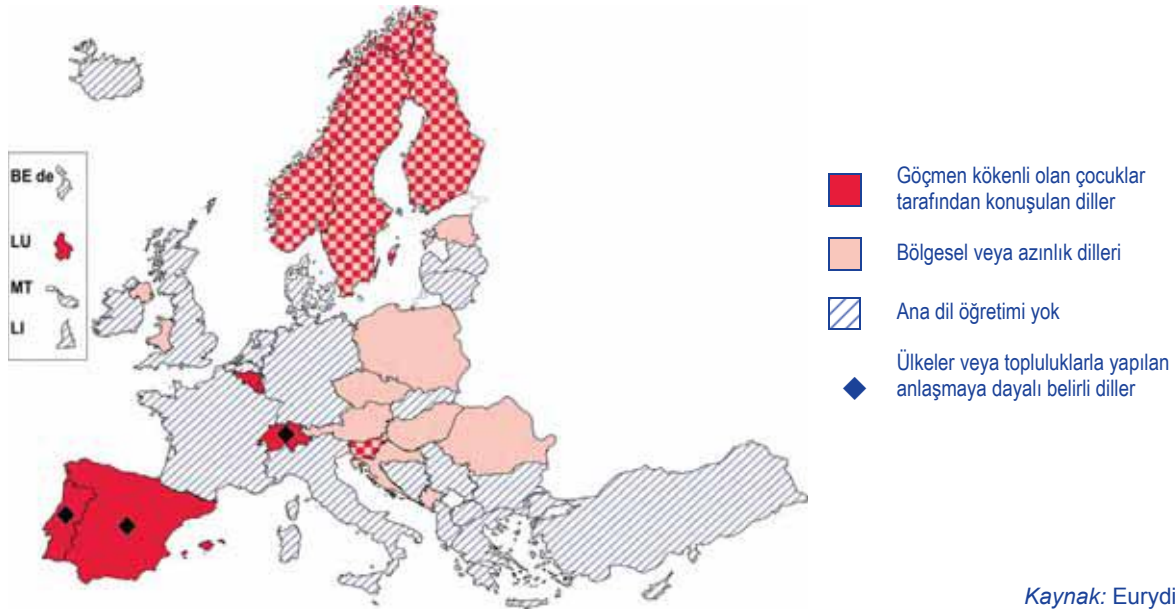 BE de
LU
MT
LI
Göçmen kökenli olan çocuklar
tarafından konuşulan diller
Bölgesel veya azınlık dilleri
Ana dil öğretimi yok
Ülkeler veya topluluklarla yapılan
anlaşmaya dayalı belirli diller
Kaynak: Eurydi